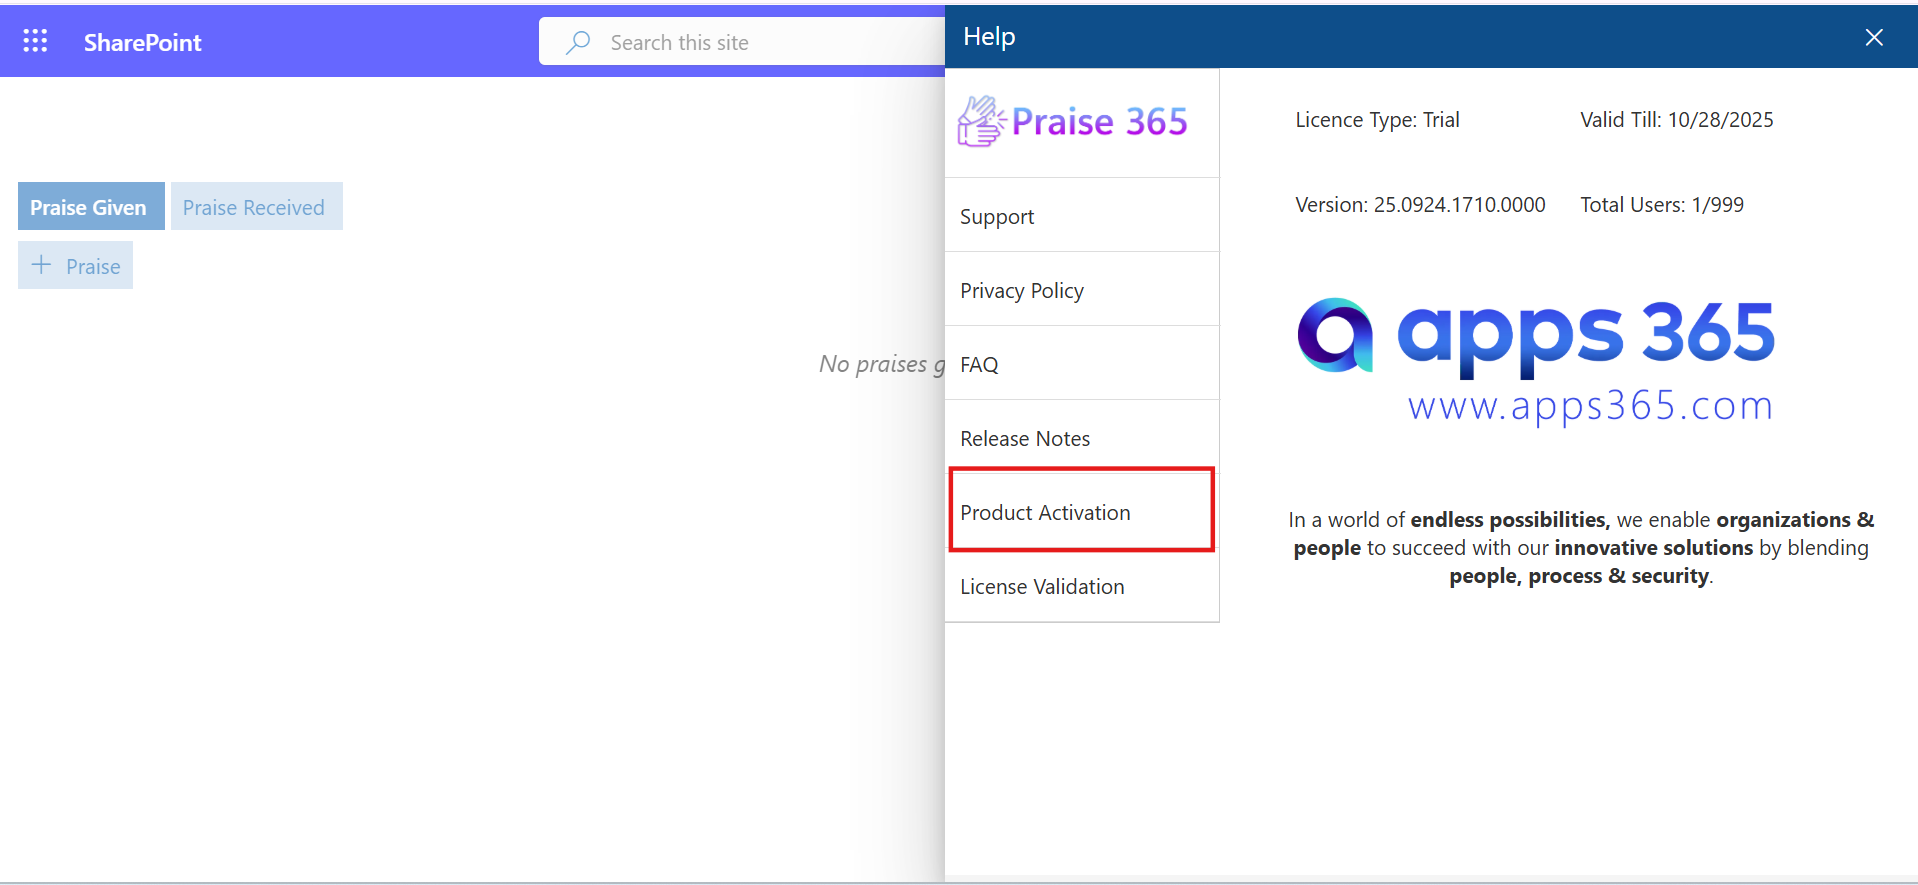 SharePoint
Search this site
Help
Praise 365
Licence Type: Trial
Valid Till: 10/28/2025
Version: 25.0924.1710.0000
Total Users: 1/999
Praise Given
Praise Received
Praise
No praises g
Support
Privacy Policy
FAQ
Release Notes
Product Activation
License Validation
apps 365
www.apps365.com
In a world of endless possibilities, we enable organizations &
people to succeed with our innovative solutions by blending
people, process & security.